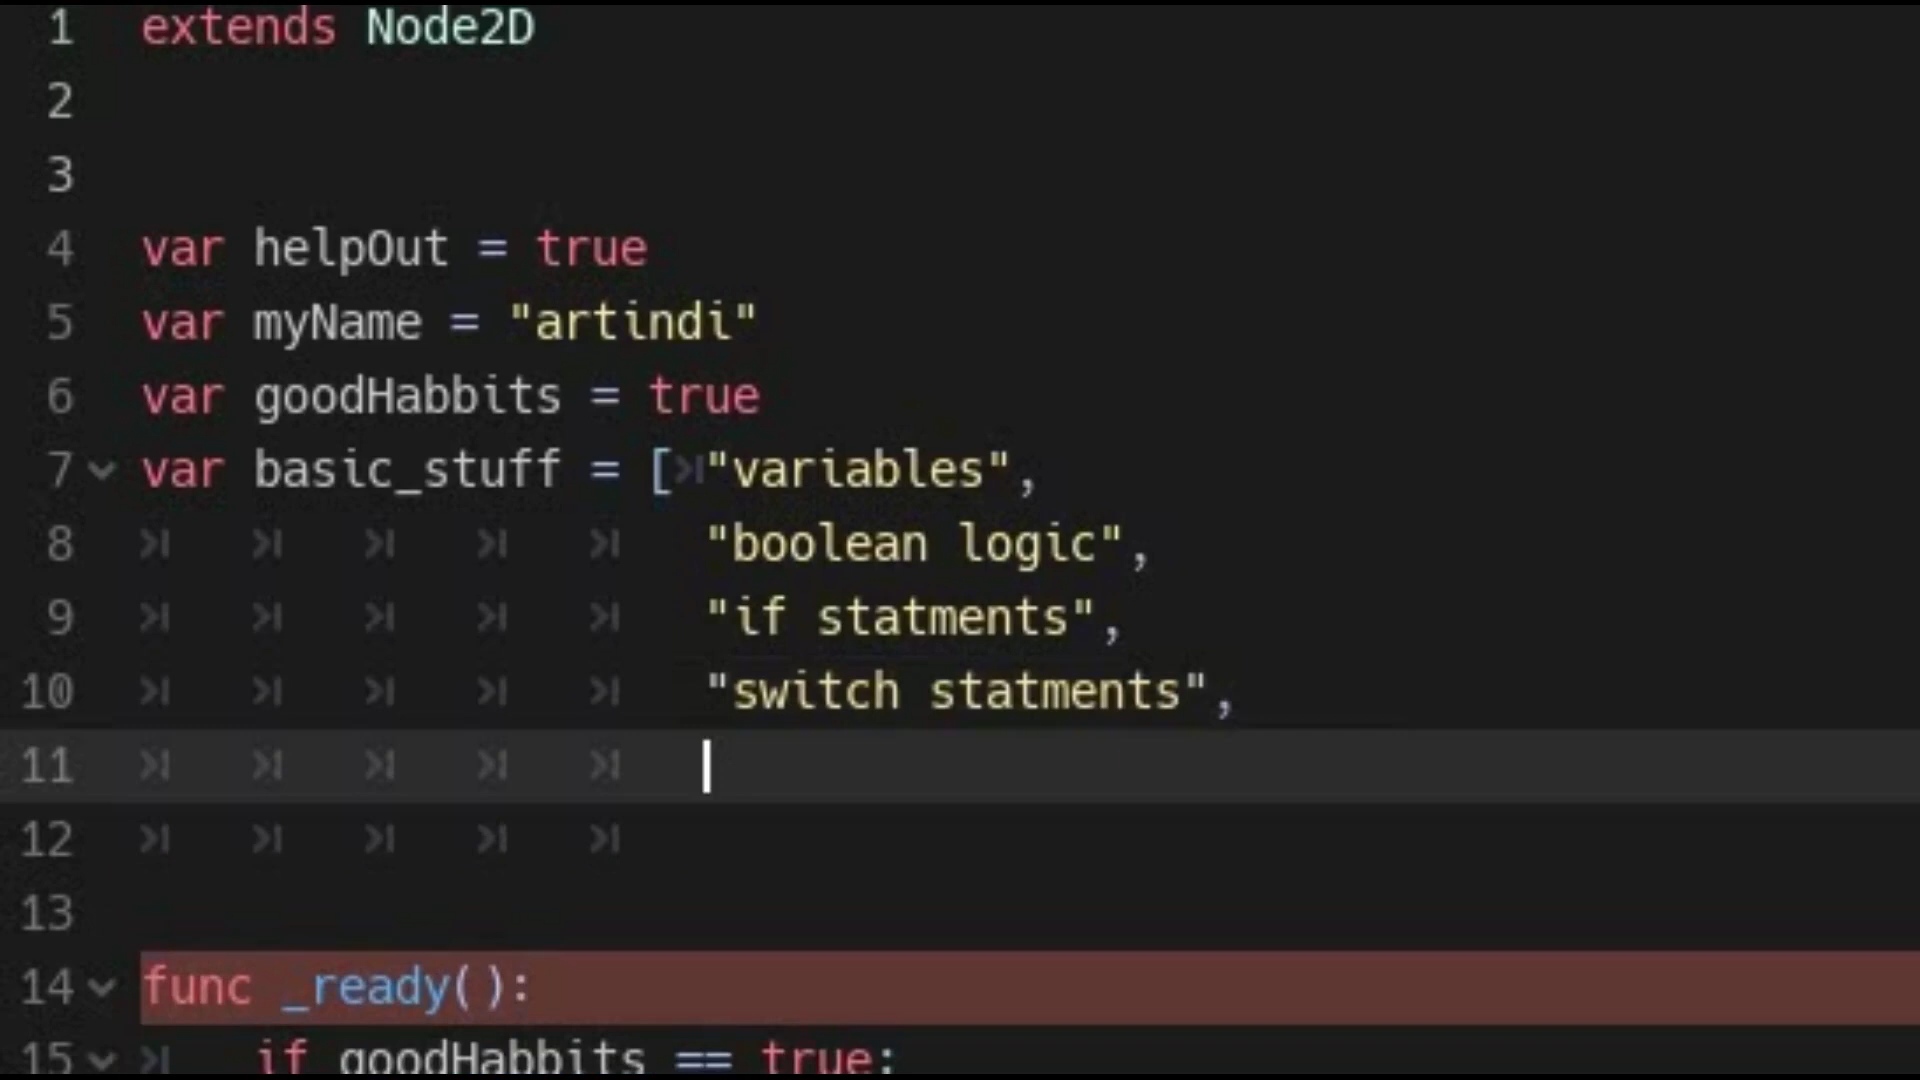 1 extends Node2D
2
3
4 var helpOut = true
5 var myName = "artindi"
6 var goodHabbits = true
7 var basic_stuff = [ "variables",
8 "boolean logic",
9 "if statments",
10 "switch statments",
11
12
13
14 func _ready():
15 if goodHabbits == true: